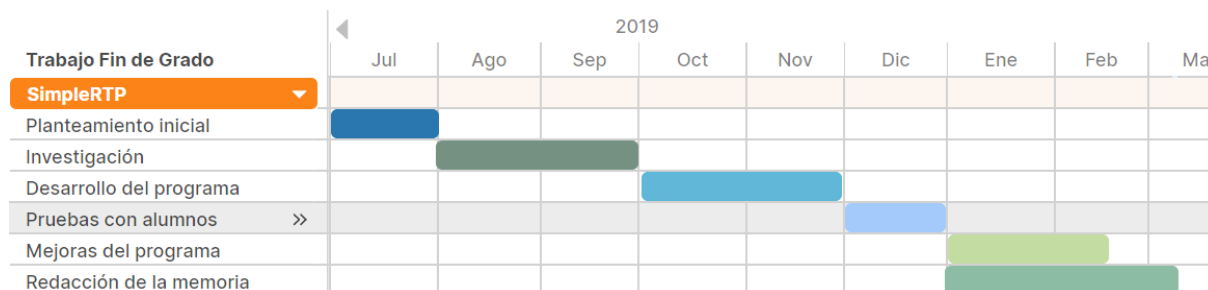 2019
Trabajo Fin de Grado Jul Ago Sep Oct Nov Dic Ene Feb Ma
SimpleRTP
Planteamiento inicial
Investigación
Desarrollo del programa
Pruebas con alumnos »
Mejoras del programa
Redacción de la memoria